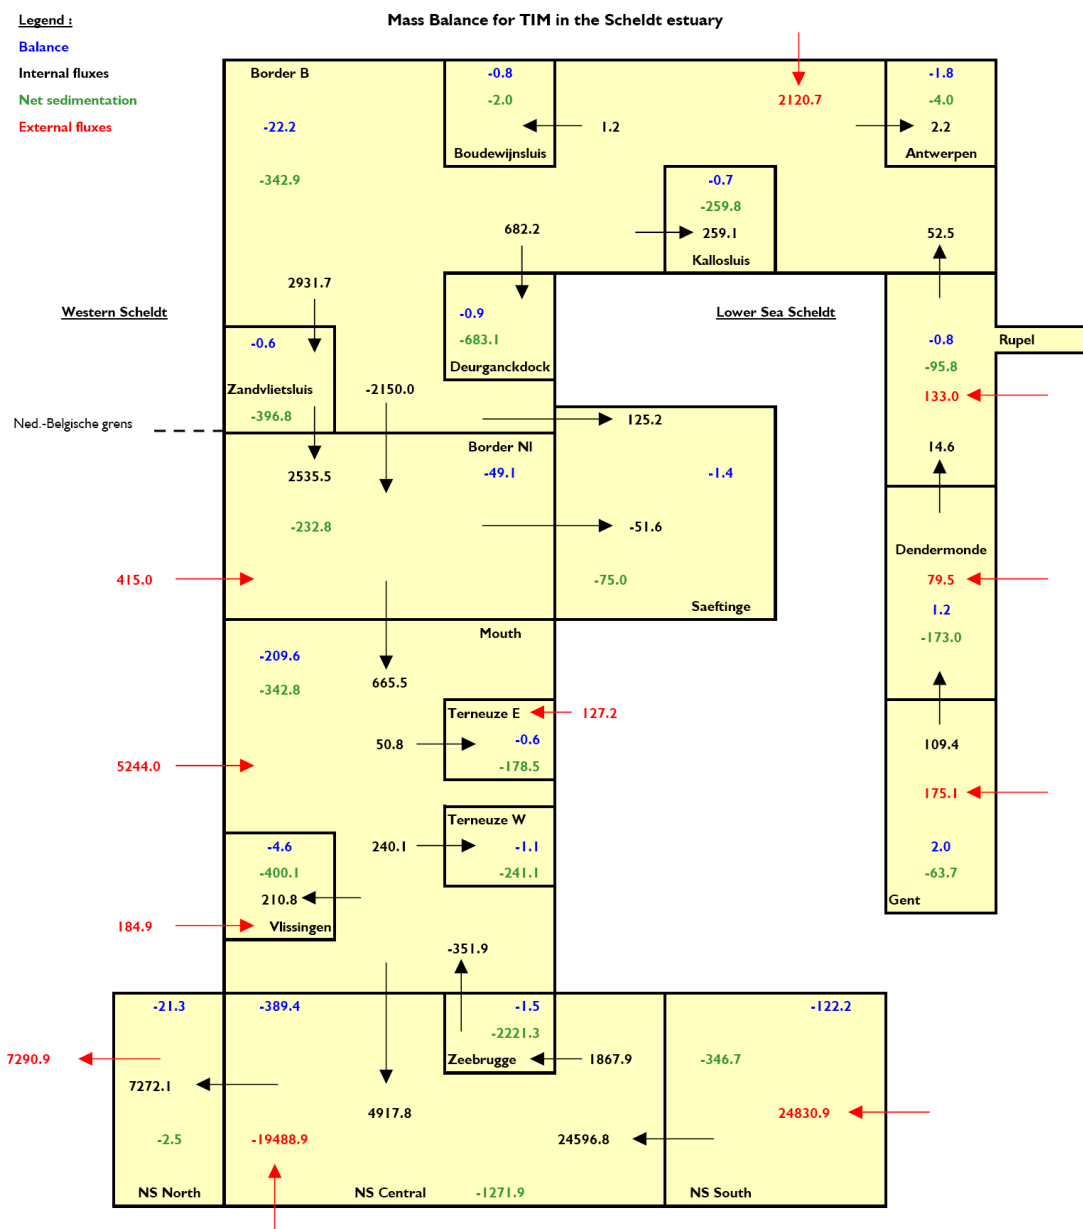 Legend :
Mass Balance for TIM in the Scheldt estuary
Balance
Internal fluxes
Net sedimentation
External fluxes
Border B
-22.2
-342.9
-0.8
-2.0
1.2
Boudewijnsluis
2120.7
-1.8
-4.0
2.2
Antwerpen
-0.7
-259.8
259.1
Kallosluis
682.2
52.5
2931.7
Western Scheldt
Lower Sea Scheldt
-0.9
-683.1
Deurganckdock
-0.6
Zandvlietsluis
-396.8
-2150.0
-0.8
Rupel
-95.8
133.0
14.6
Ned.-Belgische grens
125.2
Border Nl
-49.1
2535.5
-232.8
-1.4
-51.6
-75.0
Saeftinge
415.0
Dendermonde
79.5
1.2
-173.0
Mouth
-209.6
-342.8
665.5
Terneuze E
127.2
50.8
-0.6
-178.5
5244.0
109.4
175.1
2.0
-63.7
Gent
Terneuze W
240.1
-1.1
-241.1
-4.6
-400.1
210.8
Vlissingen
184.9
-351.9
-21.3
-389.4
-1.5
-2221.3
Zeebrugge
1867.9
-122.2
-346.7
7290.9
7272.1
4917.8
24830.9
-2.5
-19488.9
24596.8
NS North
NS Central
-1271.9
NS South